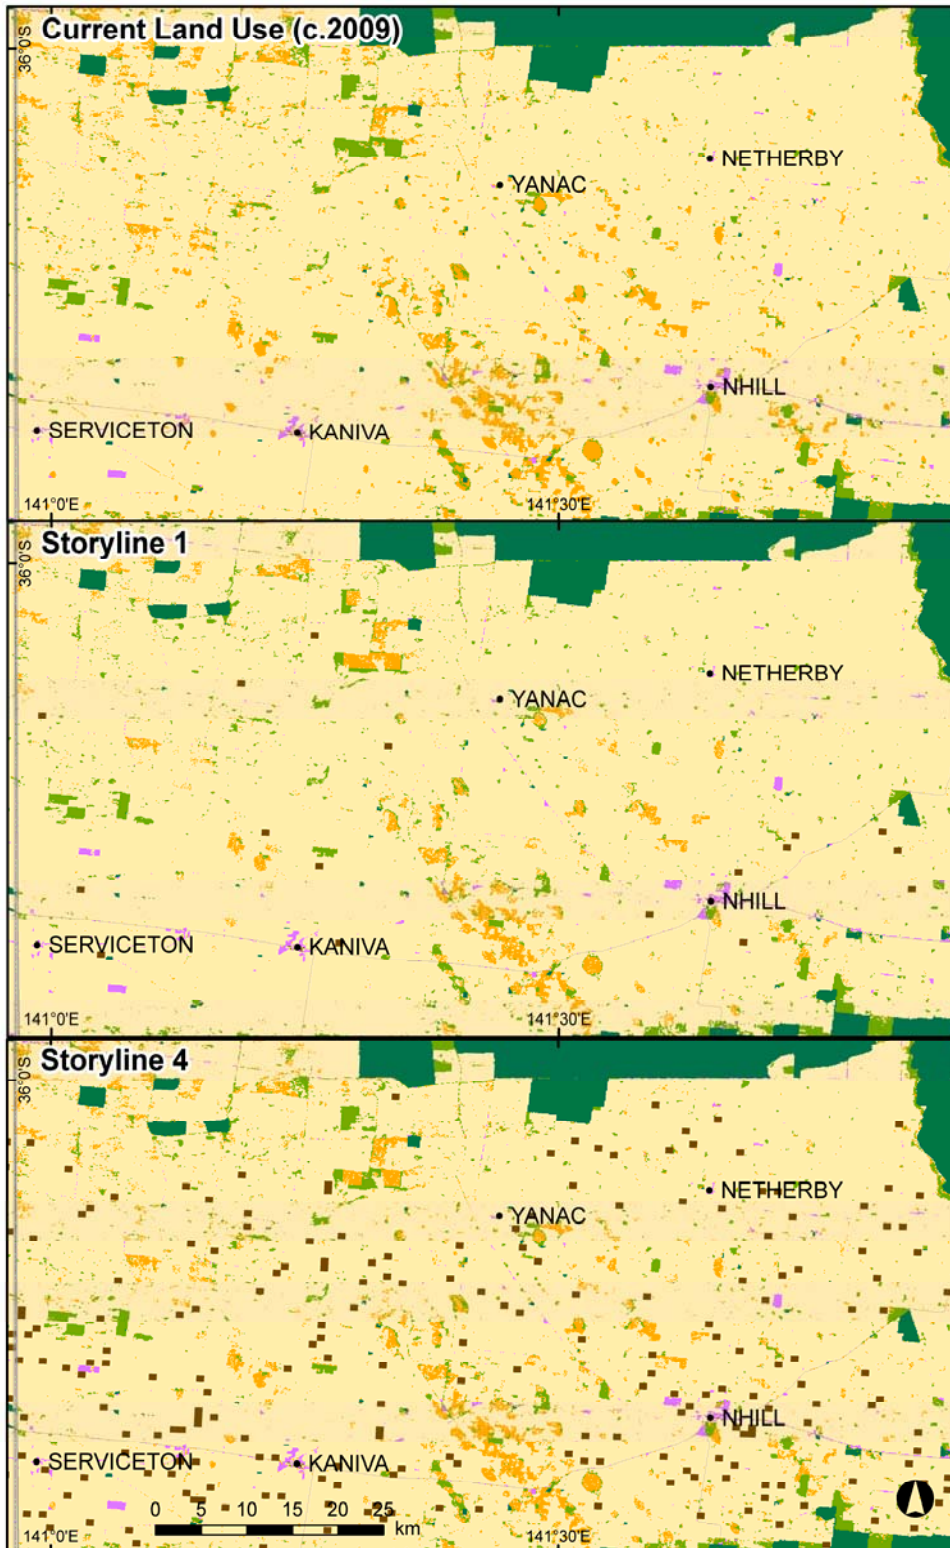 Current Land Use (c.2009)
36°0'S
NETHERBY
YANAC
NHILL
SERVICETON
KANIVA
141°0'E
141°30'E
Storyline 1
36°0'S
NETHERBY
YANAC
NHILL
SERVICETON
KANIVA
141°0'E
141°30'E
Storyline 4
36°0'S
NETHERBY
YANAC
NHILL
SERVICETON
KANIVA
0 5 10 15 20 25
km
141°0'E
141°30'E